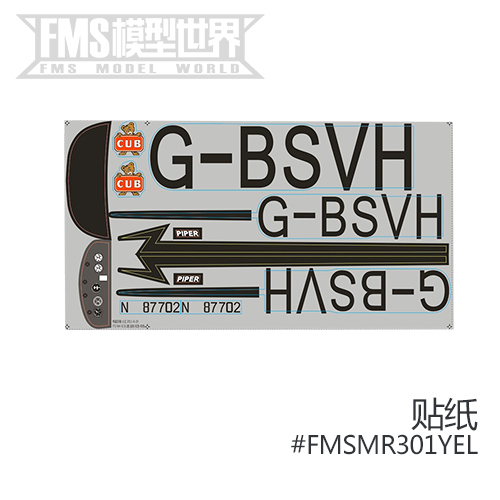 FMS模型世界
FMS MODEL WORLD
CUB
CUB
G-BSVH
G-BSVH
PIPER
PIPER
G-BSVH
N 87702N 87702
贴纸
#FMSMR301YEL